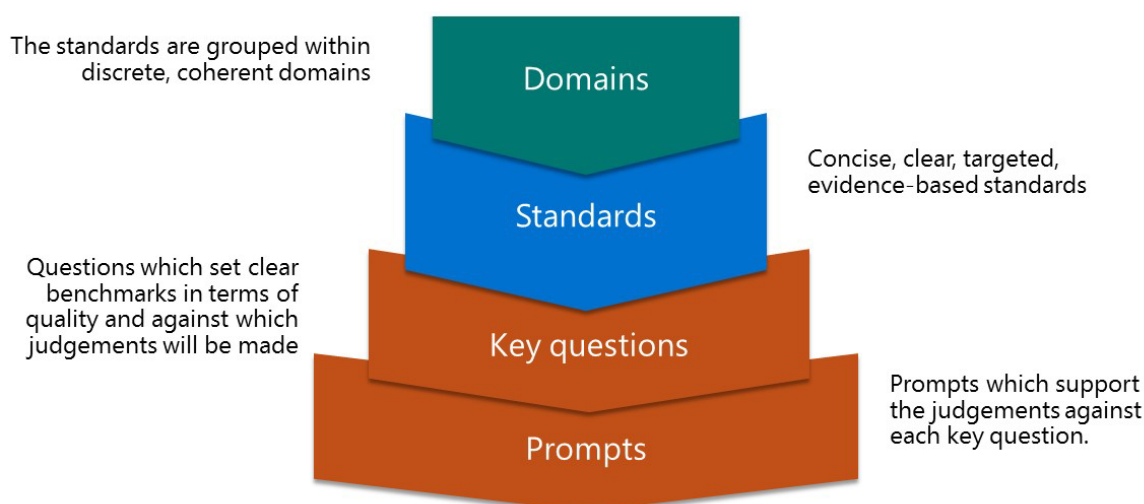 The standards are grouped within
discrete, coherent domains
Domains
Concise, clear, targeted,
evidence-based standards
Standards
Questions which set clear
benchmarks in terms of
quality and against which
judgements will be made
Key questions
Prompts which support
the judgements against
each key question.
Prompts